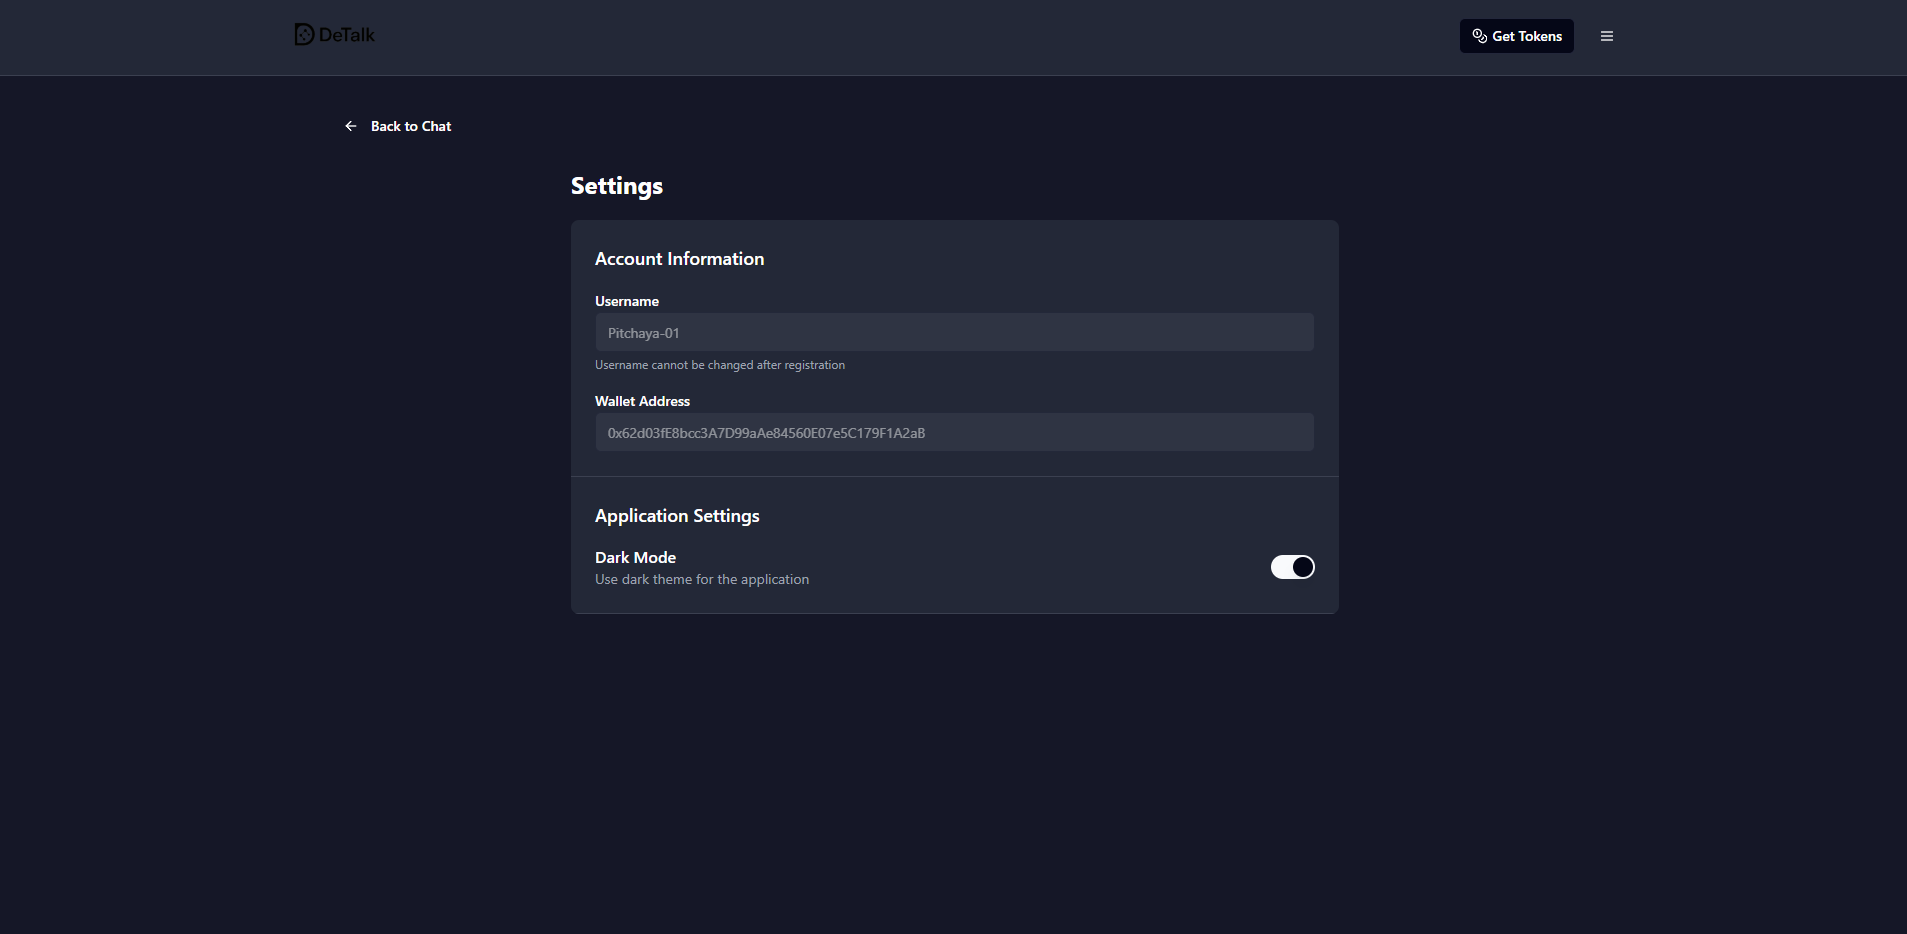 DeTalk
Get Tokens
Back to Chat
Settings
Account Information
Username
Pitchaya-01
Username cannot be changed after registration
Wallet Address
0x62d03fE8bcc3A7D99aAe84560E07e5C179F1A2aB
Application Settings
Dark Mode
Use dark theme for the application